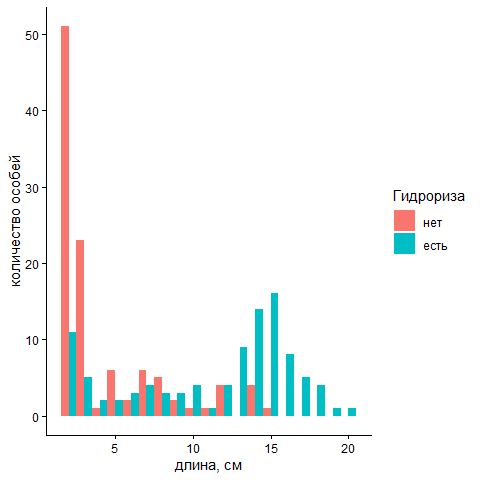 50
40
30
20
10
0
количество особей
5
10
15
20
длина, см
Гидрориза
нет
есть